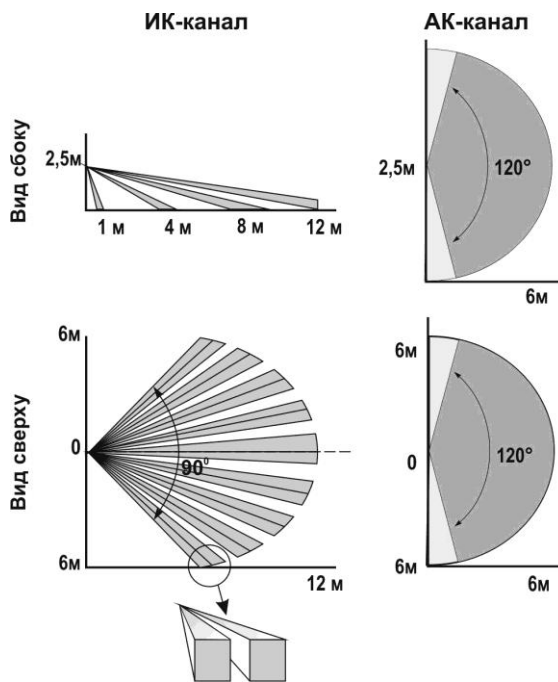 ИК-канал
АК-канал
Вид сбоку
2,5м
1 м
4 м
8 м
12 м
2,5м
120°
6м
Вид сверху
6м
0
90°
6м
12 м
6м
0
120°
6м
6м